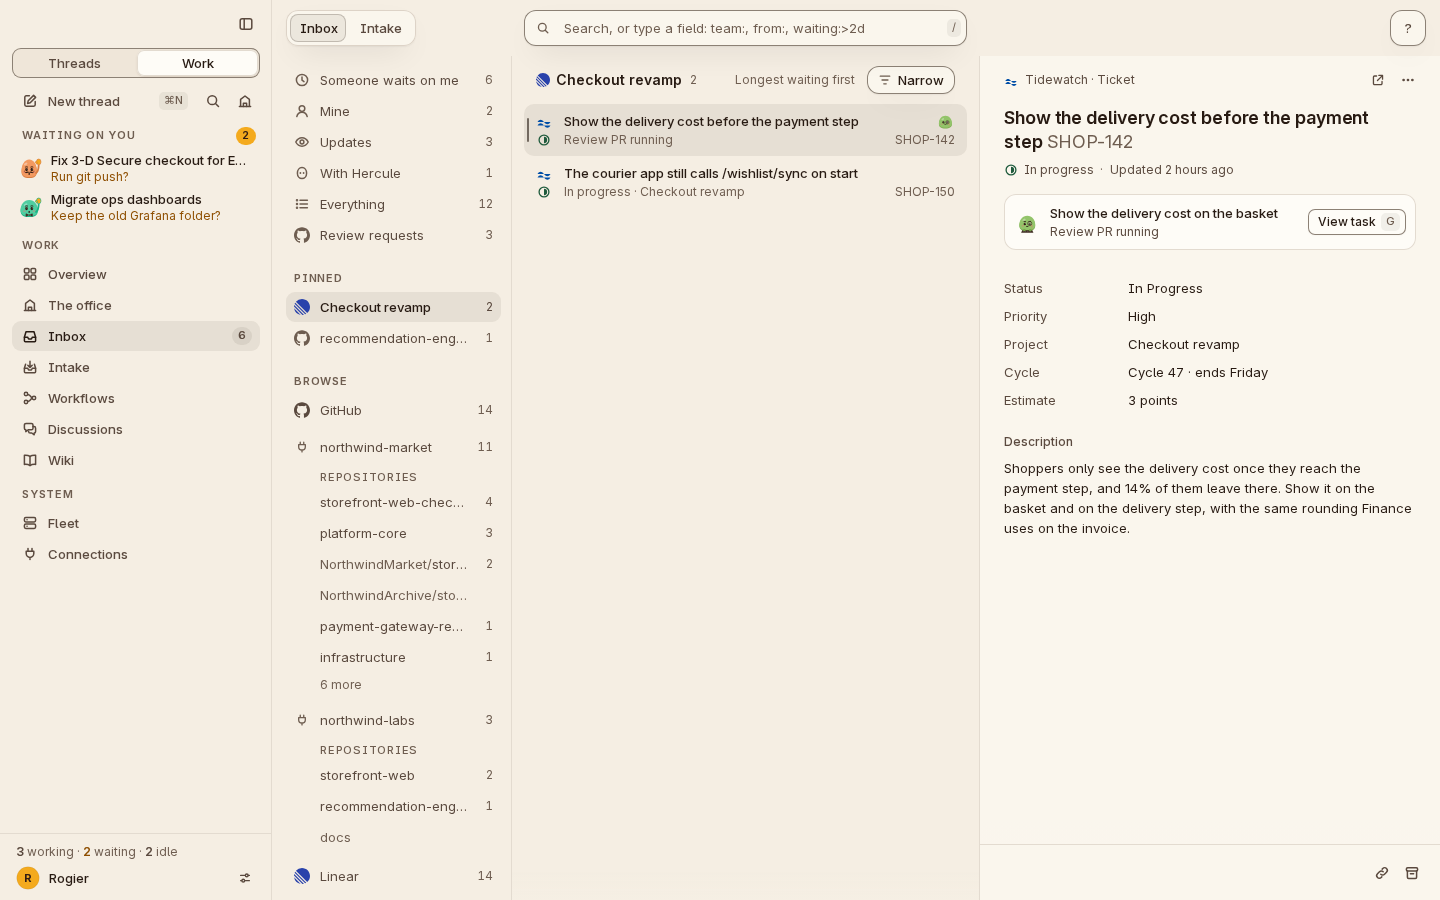 Threads
Work
New thread
⌘N
WAITING ON YOU
2
Fix 3-D Secure checkout for E…
Run git push?
Migrate ops dashboards
Keep the old Grafana folder?
WORK
Overview
The office
Inbox
6
Intake
Workflows
Discussions
Wiki
SYSTEM
Fleet
Connections
3 working · 2 waiting · 2 idle
R
Rogier
Inbox
Intake
Someone waits on me 6
Mine 2
Updates 3
With Hercule 1
Everything 12
Review requests 3
PINNED
Checkout revamp 2
recommendation-eng… 1
BROWSE
GitHub 14
northwind-market 11
REPOSITORIES
storefront-web-chec… 4
platform-core 3
NorthwindMarket/stor… 2
NorthwindArchive/sto…
payment-gateway-re… 1
infrastructure 1
6 more
northwind-labs 3
REPOSITORIES
storefront-web 2
recommendation-eng… 1
docs
Linear 14
Search, or type a field: team:, from:, waiting:>2d
/
Checkout revamp 2
Longest waiting first
Narrow
Show the delivery cost before the payment step
Review PR running SHOP-142
The courier app still calls /wishlist/sync on start
In progress · Checkout revamp SHOP-150
?
Tidewatch · Ticket
Show the delivery cost before the payment
step SHOP-142
In progress · Updated 2 hours ago
Show the delivery cost on the basket
Review PR running
View task G
Status In Progress
Priority High
Project Checkout revamp
Cycle Cycle 47 · ends Friday
Estimate 3 points
Description
Shoppers only see the delivery cost once they reach the
payment step, and 14% of them leave there. Show it on the
basket and on the delivery step, with the same rounding Finance
uses on the invoice.